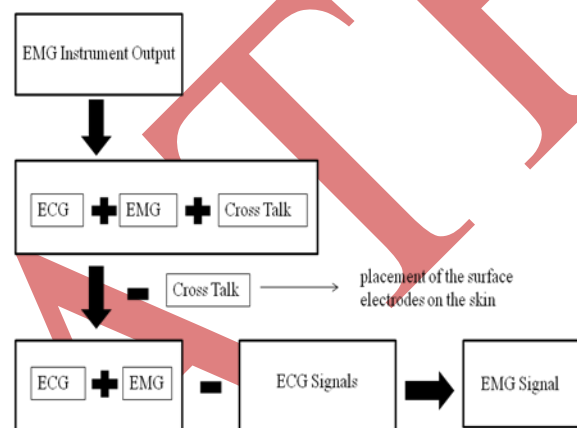 EMG Instrument Output
ECG + EMG + Cross Talk
- Cross Talk
placement of the surface
electrodes on the skin
ECG + EMG - ECG Signals
EMG Signal